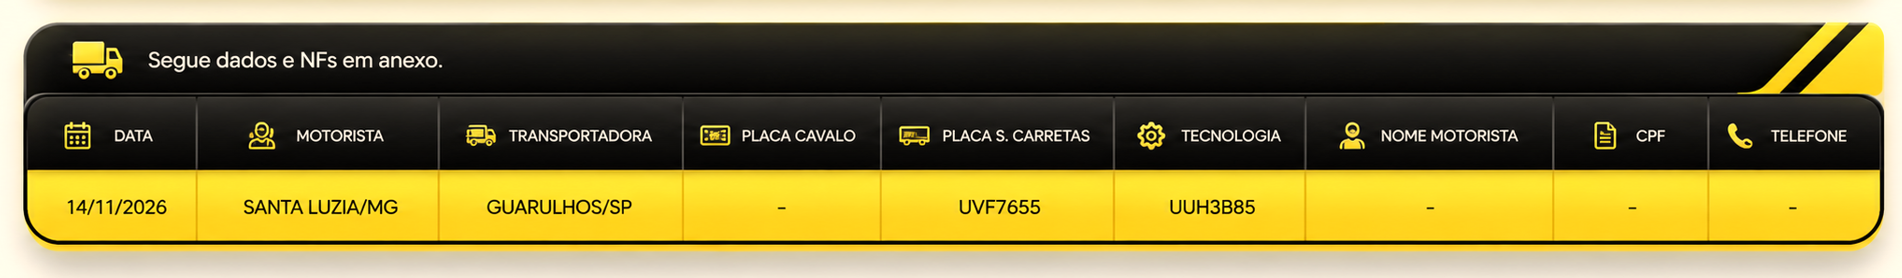 Segue dados e NFs em anexo.
DATA MOTORISTA TRANSPORTADORA PLACA CAVALO PLACA S. CARRETAS TECNOLOGIA NOME MOTORISTA CPF TELEFONE
14/11/2026 SANTA LUZIA/MG GUARULHOS/SP - UVF7655 UUH3B85 - - -